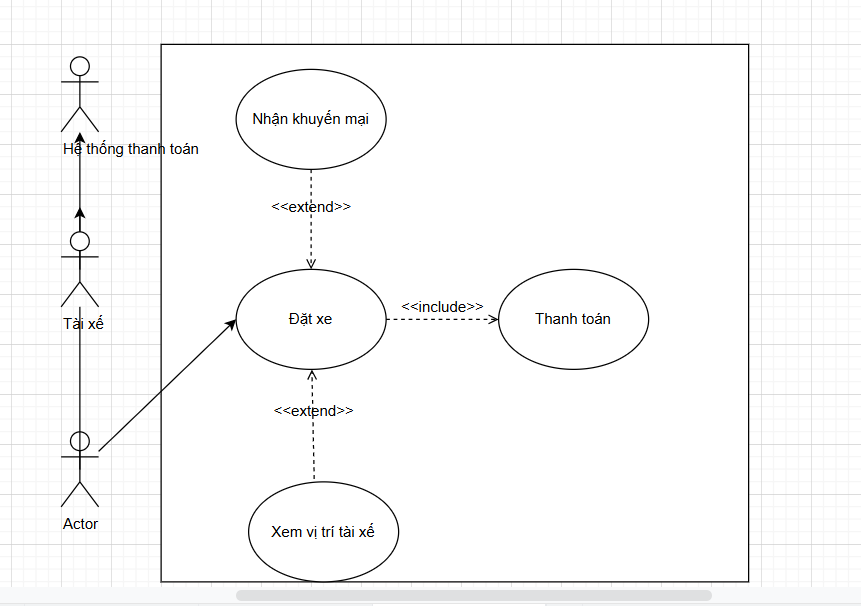 Nhận khuyến mại
Hệ thống thanh toán
<<extend>>
Đặt xe
<<include>>
Thanh toán
Tài xế
<<extend>>
Xem vị trí tài xế
Actor